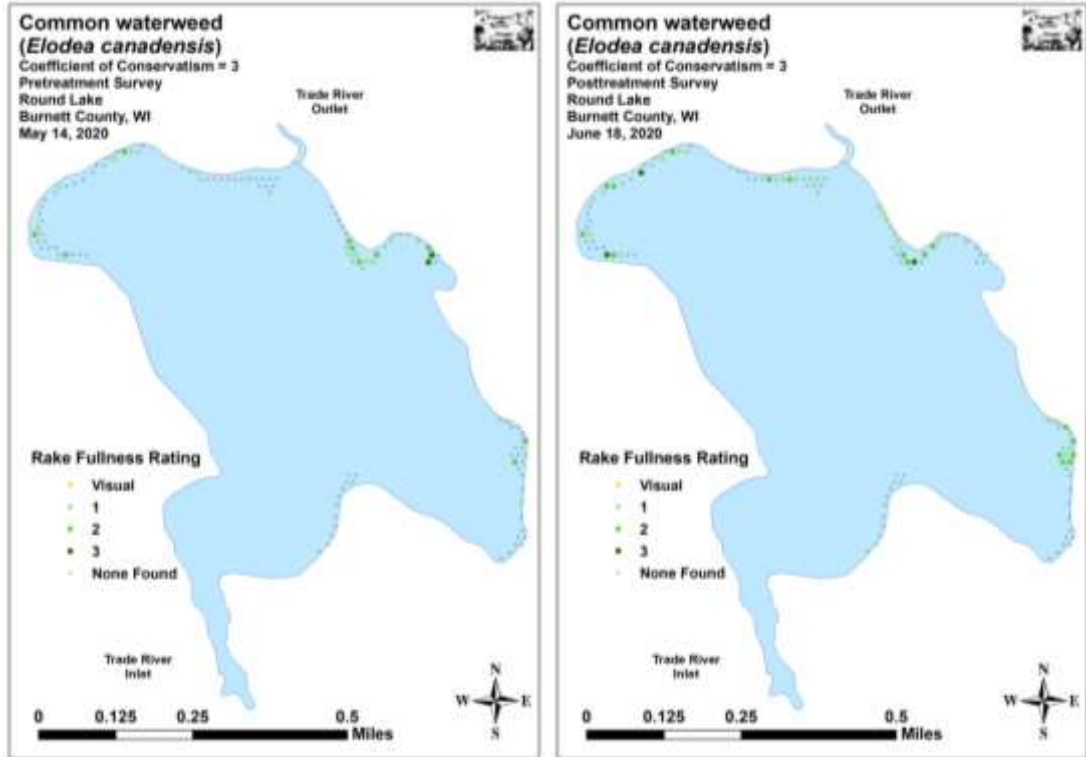 Common waterweed
(Elodea canadensis)
Coefficient of Conservatism = 3
Pretreatment Survey
Round Lake
Burnett County, WI
May 14, 2020
Trade River
Outlet
Rake Fullness Rating
Visual
1
2
3
None Found
Trade River
Inlet
N
W
E
S
0
0.125
0.25
0.5
Miles
Common waterweed
(Elodea canadensis)
Coefficient of Conservatism = 3
Posttreatment Survey
Round Lake
Burnett County, WI
June 18, 2020
Trade River
Outlet
Rake Fullness Rating
Visual
1
2
3
None Found
Trade River
Inlet
N
W
E
S
0
0.125
0.25
0.5
Miles